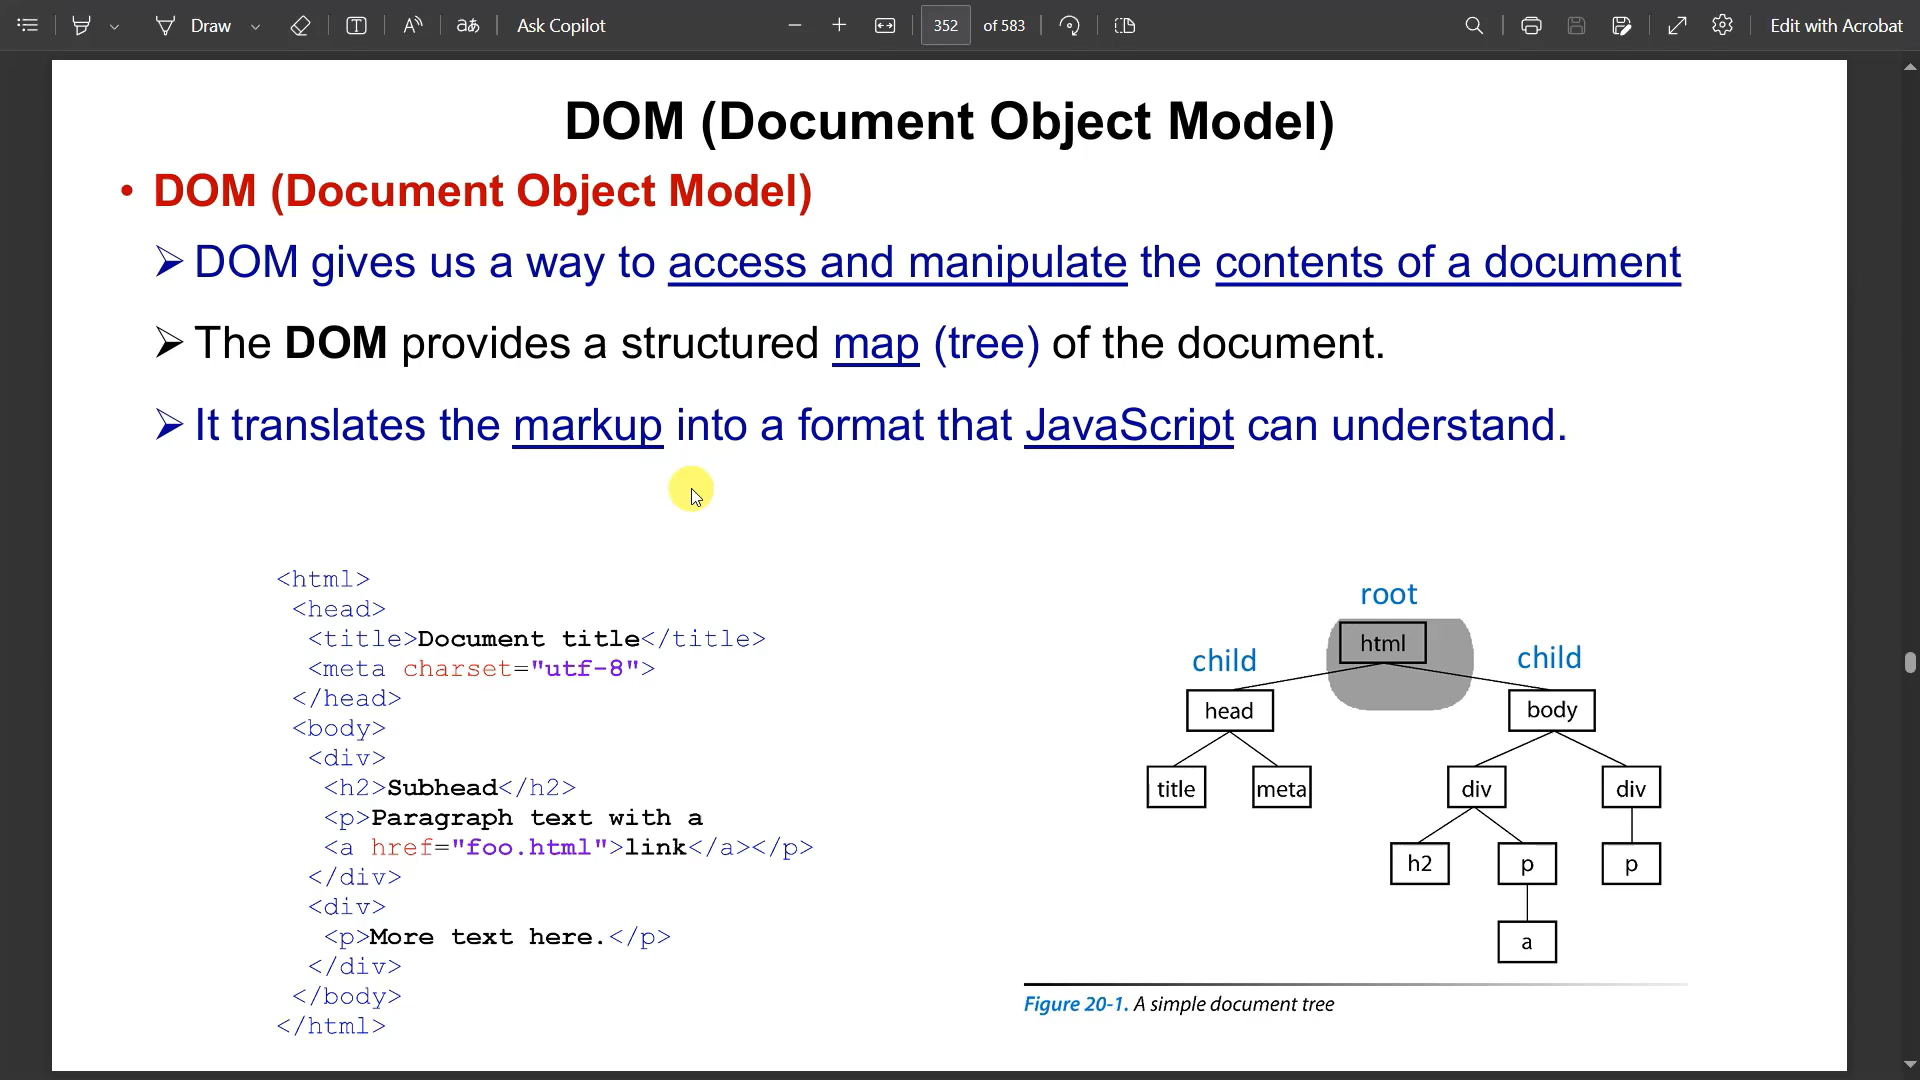 Draw
aあ
Ask Copilot
352 of 583
Edit with Acrobat
DOM (Document Object Model)
• DOM (Document Object Model)
➢ DOM gives us a way to access and manipulate the contents of a document
➢ The DOM provides a structured map (tree) of the document.
➢ It translates the markup into a format that JavaScript can understand.
<html>
<head>
<title>Document title</title>
<meta charset="utf-8">
</head>
<body>
<div>
<h2>Subhead</h2>
<p>Paragraph text with a
<a href="foo.html">link</a></p>
</div>
<div>
<p>More text here.</p>
</div>
</body>
</html>
root
html
child
child
head
body
title
meta
div
div
h2
p
p
a
Figure 20-1. A simple document tree